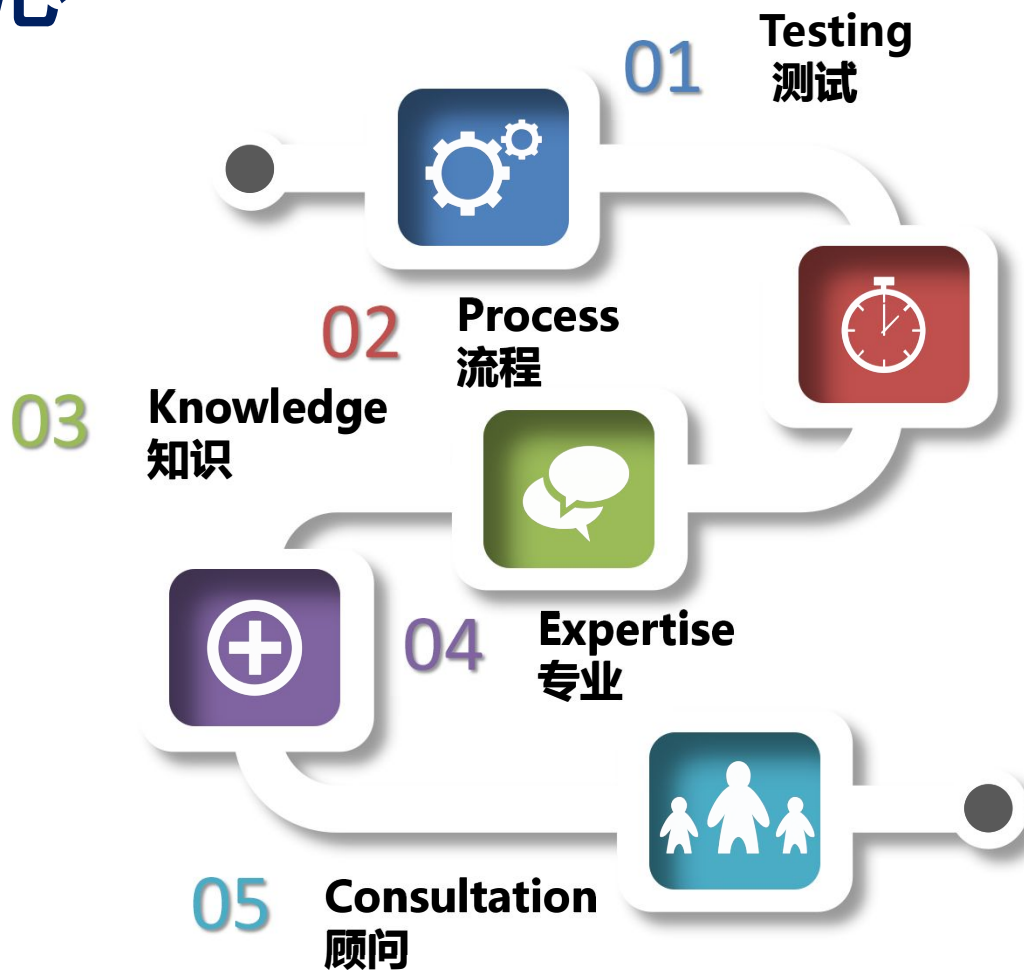 01
Testing
测试
02
Process
流程
03
Knowledge
知识
04
Expertise
专业
05
Consultation
顾问